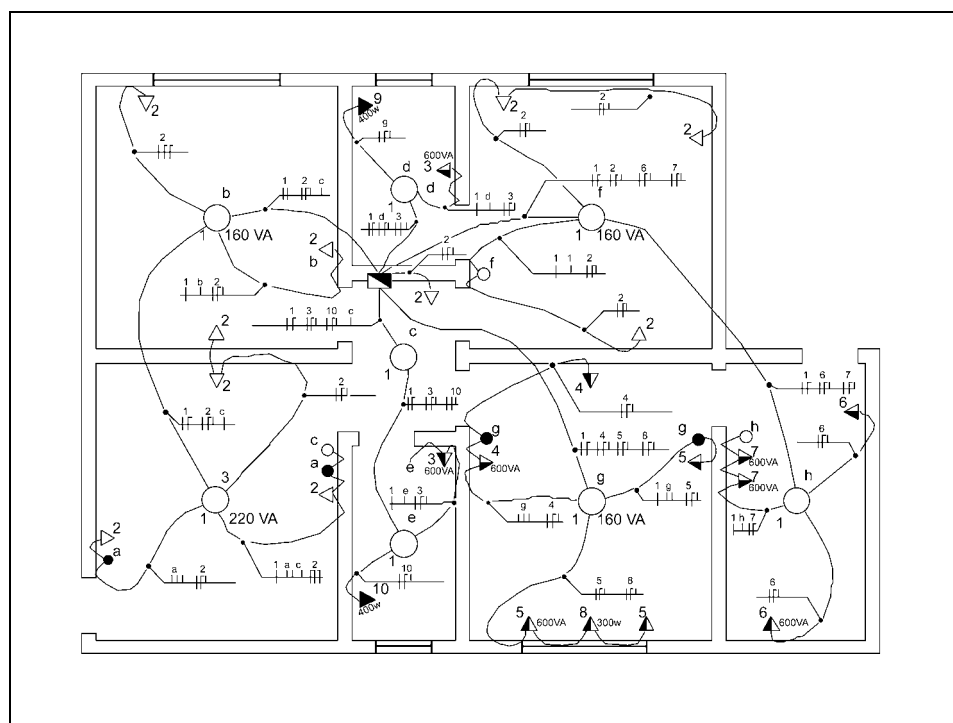 9
400w
g
2
2
2
2
2
600VA
3
d
d
1
1 2 6 7
2
1 2 c
b
1
160 VA
1 d 3
1 d 3
f
1
160 VA
2
b
2
1 1 2
f
1 b 2
2
2
1 3 10 c
2
2
c
1
2
2
4
1 6 7
6
1 3 10
4
1 2 c
g
g
h
6
c
a
2
e
3
600VA
4
600VA
1 4 5 8
5
7
600VA
7
600VA
h
3
1
220 VA
1 e 3
g
1
160 VA
1 g 5
1 h 7
1
g 4
e
1
2
a
a 2
1 a c 2
10
10
400w
5 8
6
5
600VA
8
300w
5
6
600VA